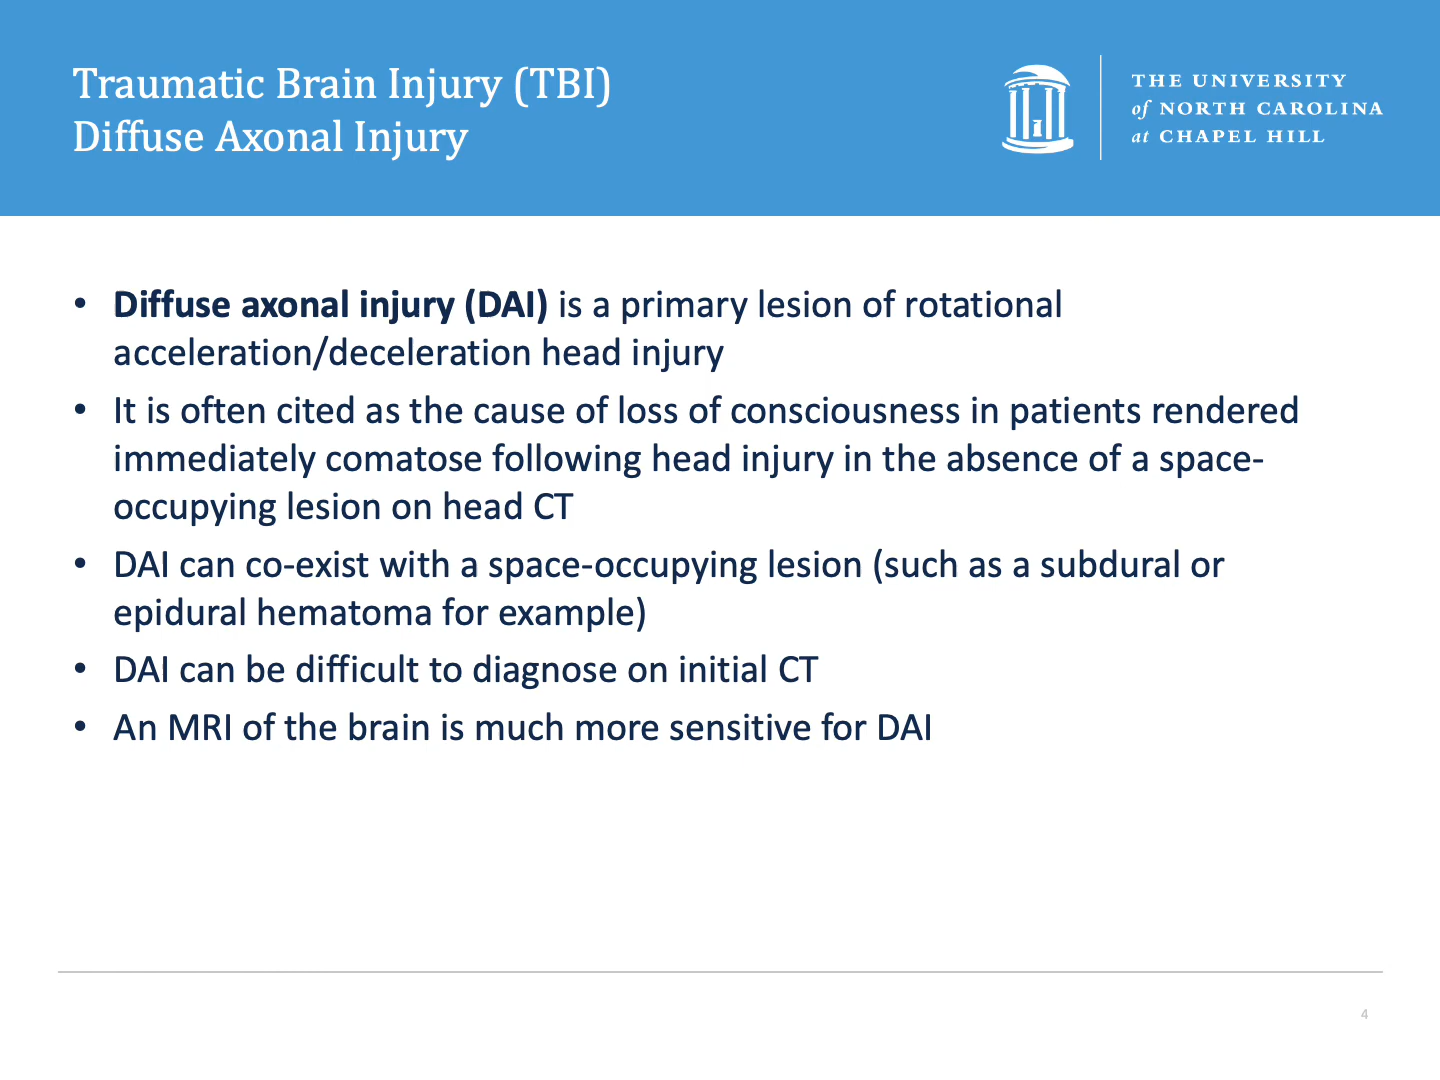 Traumatic Brain Injury (TBI)
Diffuse Axonal Injury
THE UNIVERSITY
of NORTH CAROLINA
at CHAPEL HILL
• Diffuse axonal injury (DAI) is a primary lesion of rotational
acceleration/deceleration head injury
• It is often cited as the cause of loss of consciousness in patients rendered
immediately comatose following head injury in the absence of a space-
occupying lesion on head CT
• DAI can co-exist with a space-occupying lesion (such as a subdural or
epidural hematoma for example)
• DAI can be difficult to diagnose on initial CT
• An MRI of the brain is much more sensitive for DAI
4